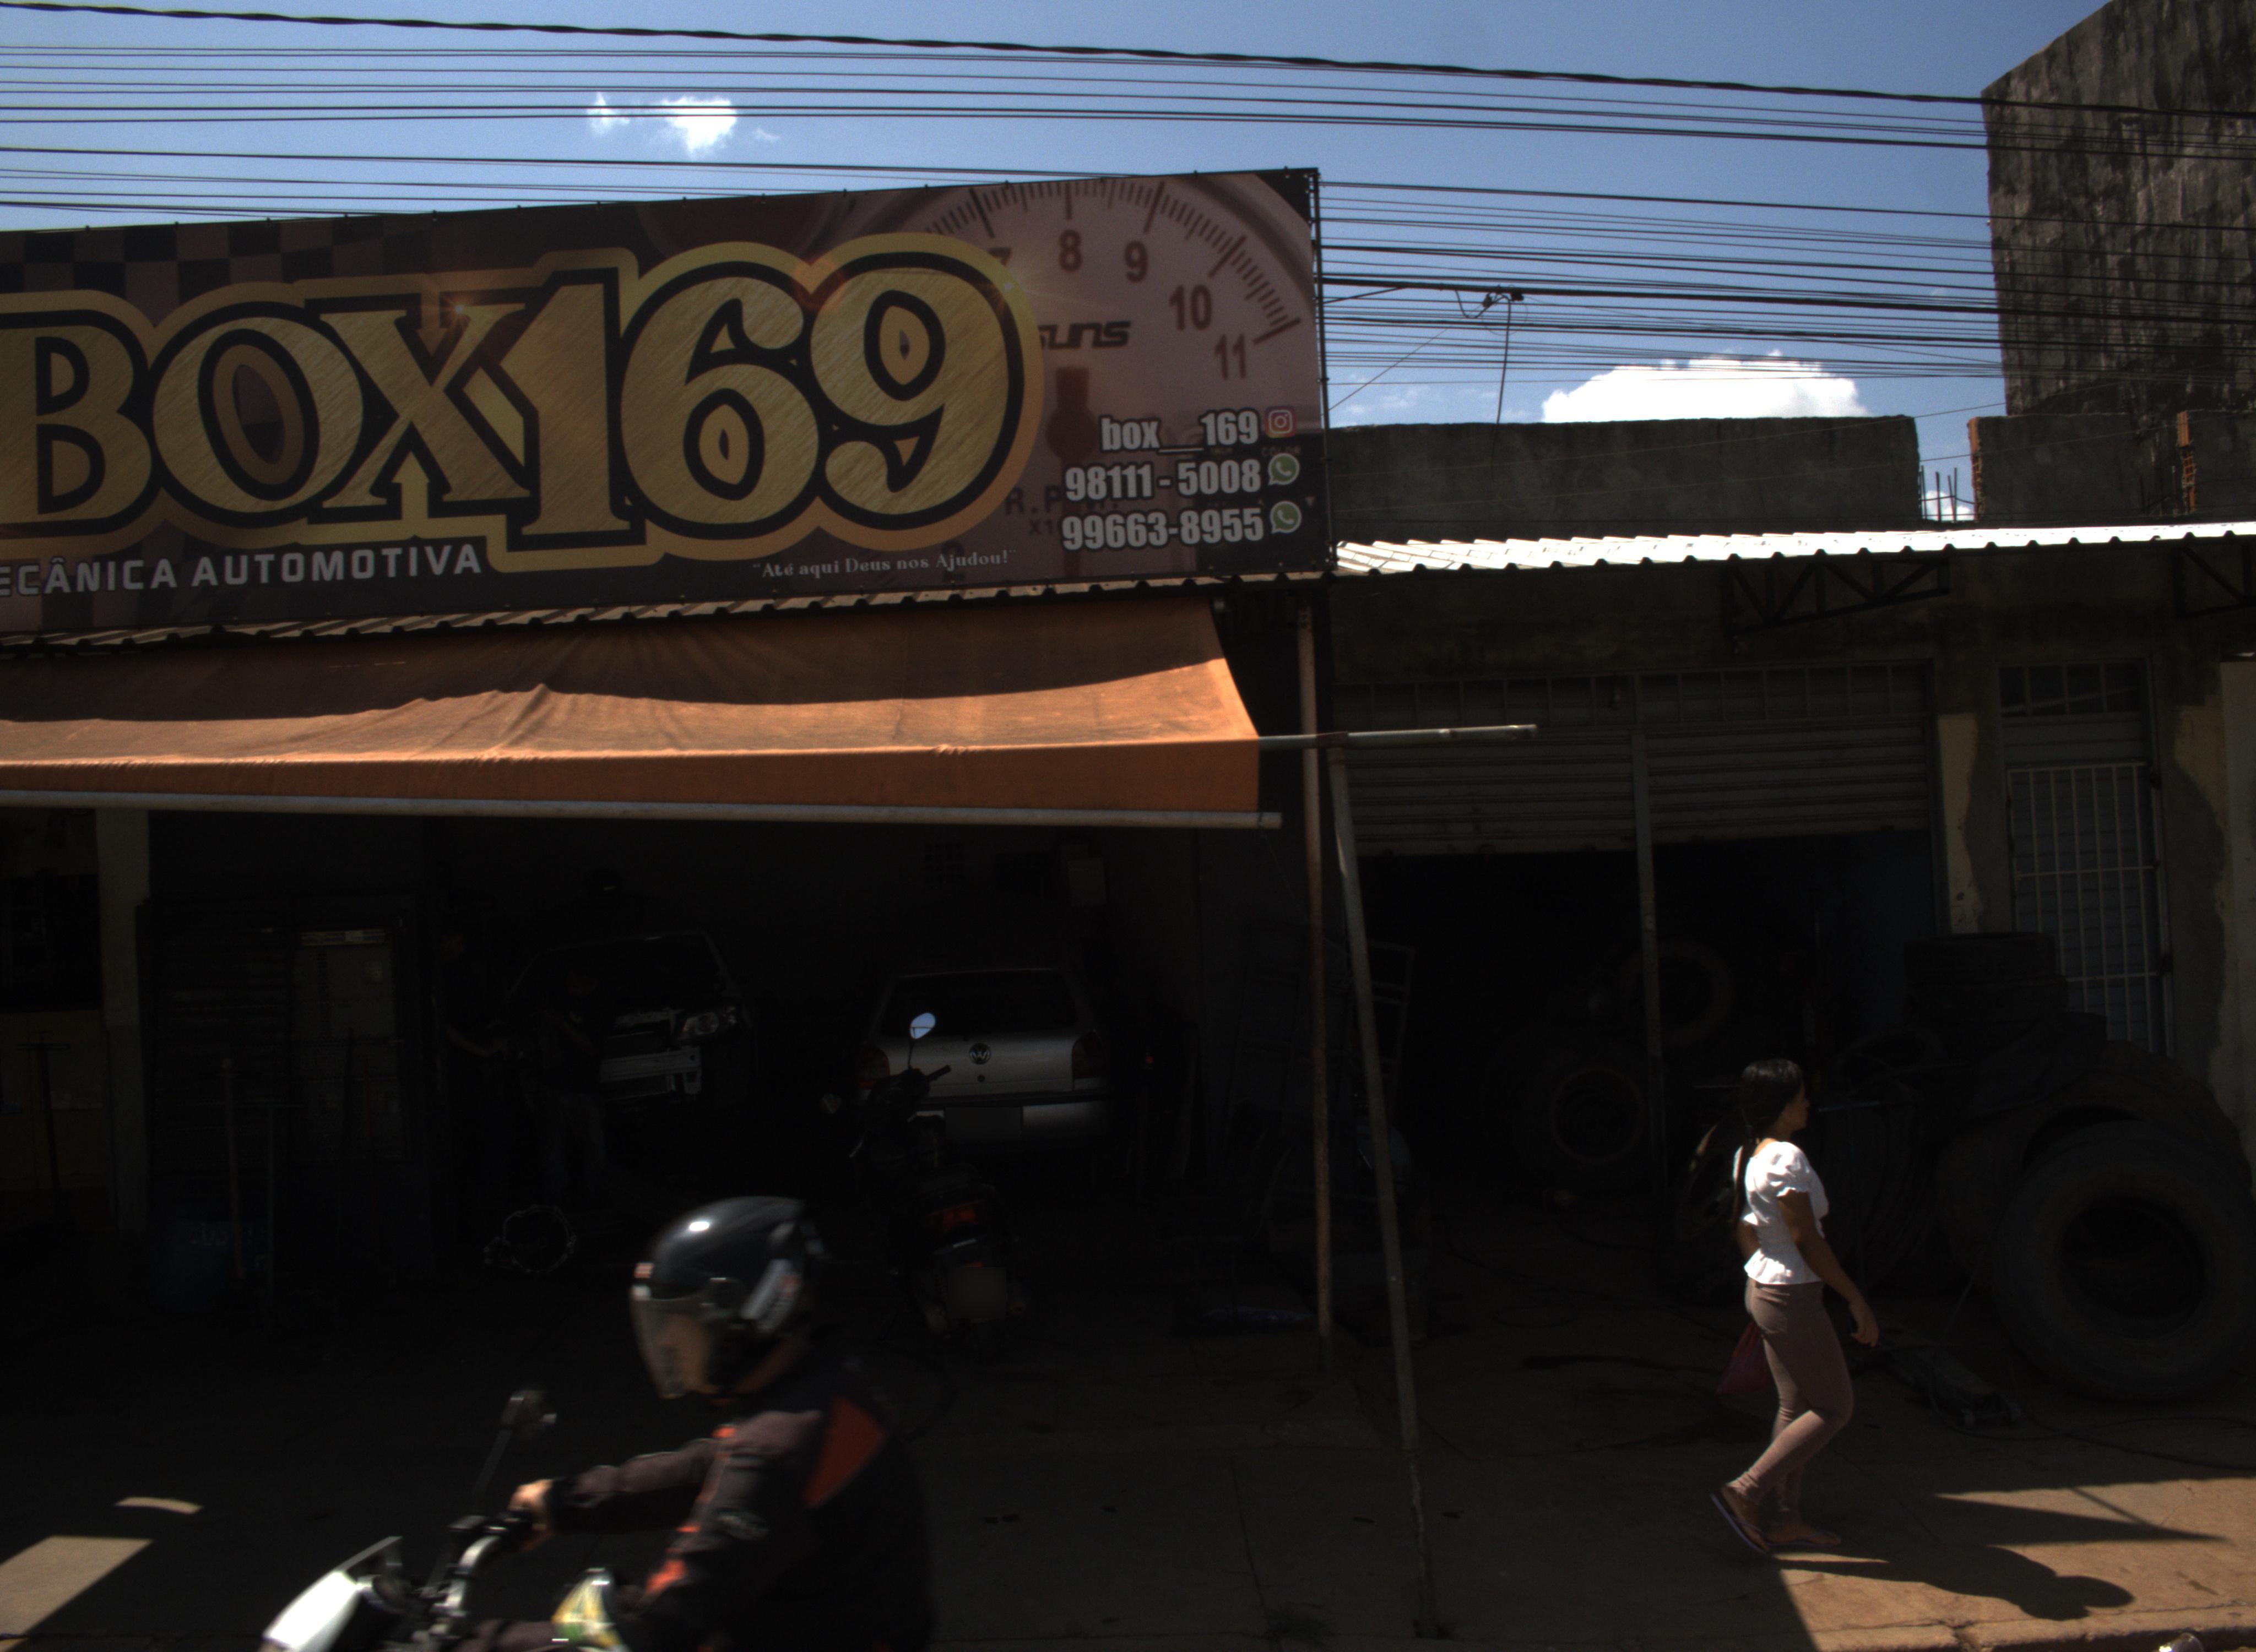 BOX169
7 8 9 10 11
box__169
98111-5008
99663-8955
ECÂNICA AUTOMOTIVA
"Até aqui Deus nos Ajudou!"